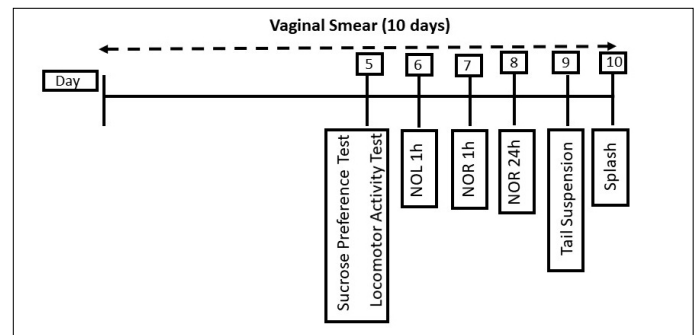 Vaginal Smear (10 days)
Day
5
6
7
8
9
10
Sucrose Preference Test
Locomotor Activity Test
NOL 1h
NOR 1h
NOR 24h
Tail Suspension
Splash